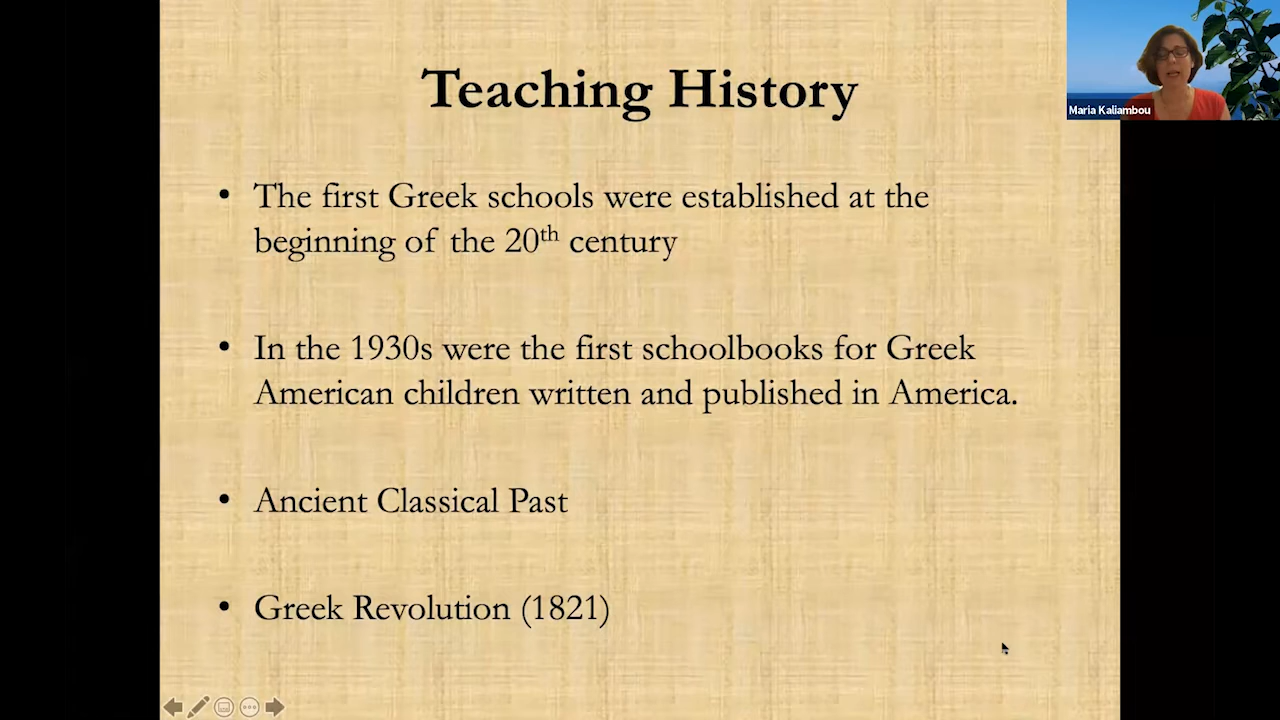 Teaching History
Maria Kaliambou
• The first Greek schools were established at the
beginning of the 20th century
• In the 1930s were the first schoolbooks for Greek
American children written and published in America.
• Ancient Classical Past
• Greek Revolution (1821)